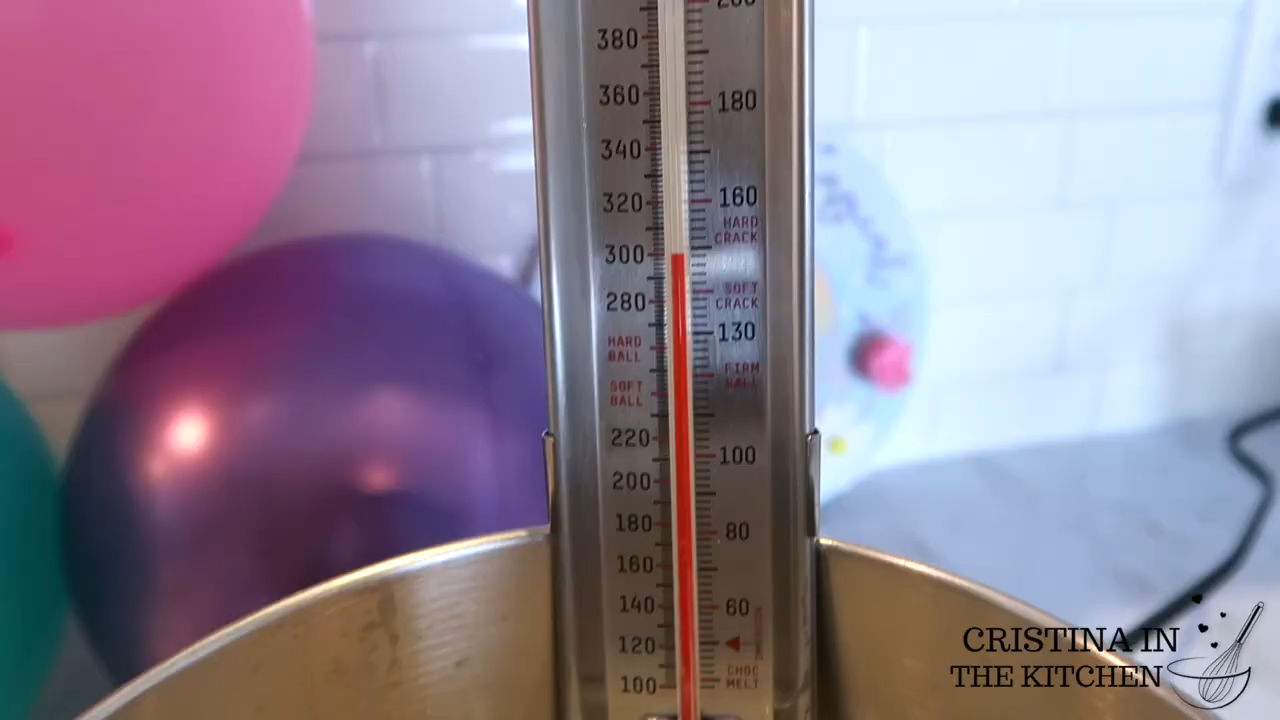 200
380
360
180
340
320
160
HARD
CRACK
300
280
SOFT
CRACK
130
HARD
BALL
FIRM
BALL
SOFT
BALL
220
100
200
180
80
160
140
60
120
100
CHOC
MELT
CRISTINA IN
THE KITCHEN